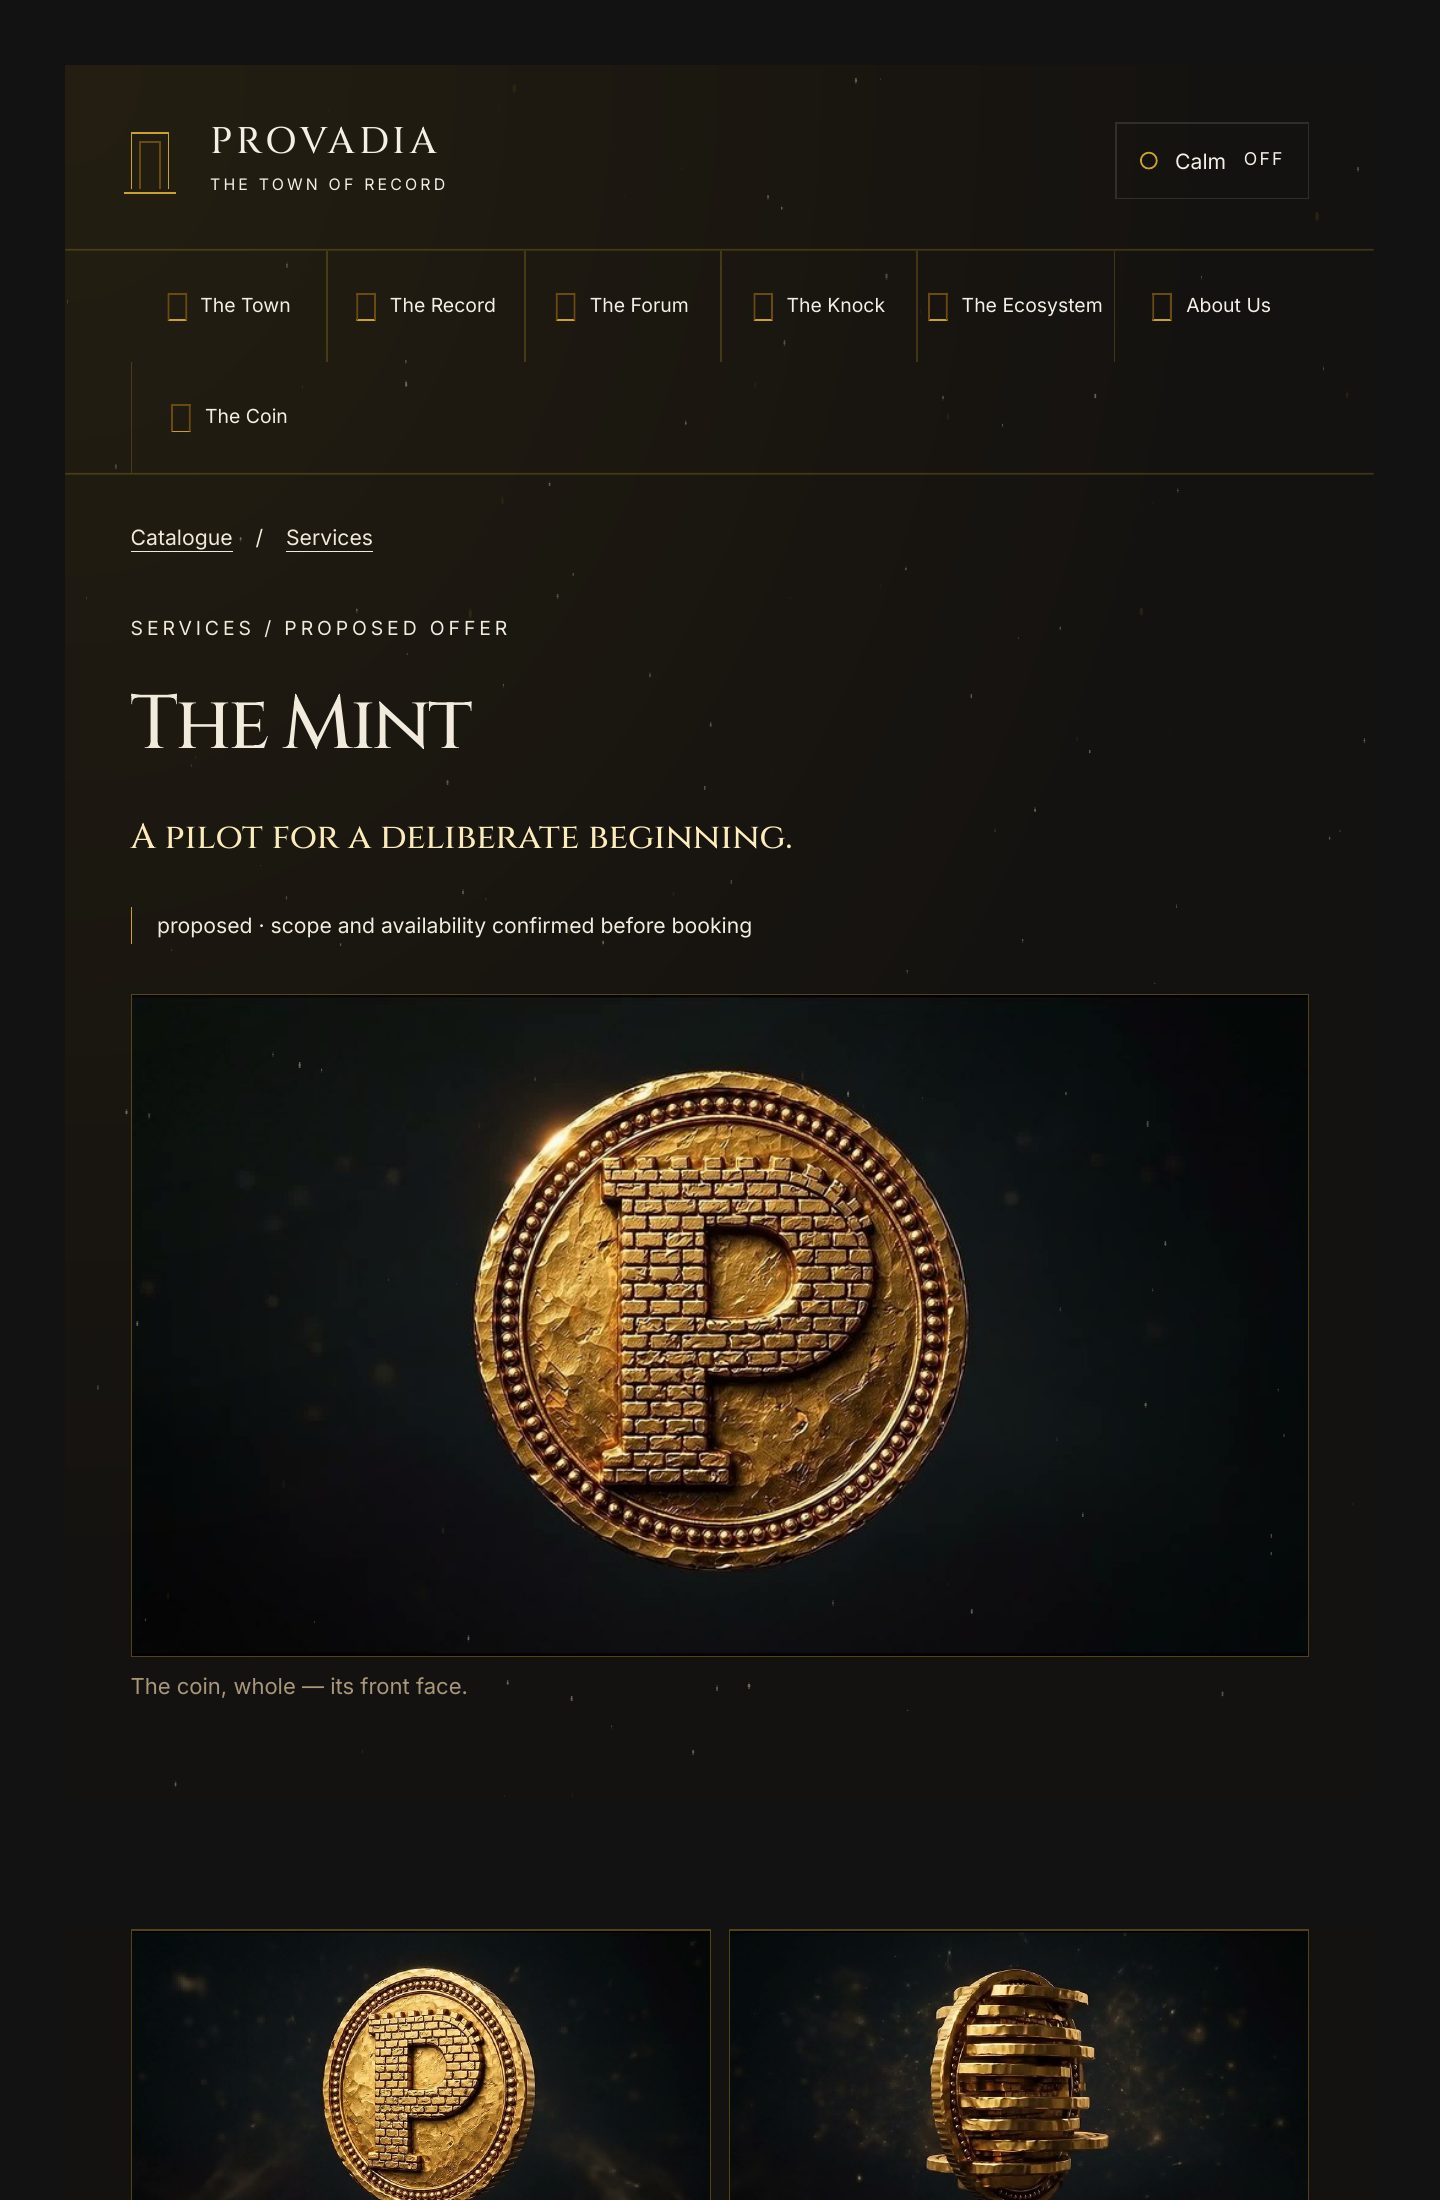 PROVADIA
THE TOWN OF RECORD
Calm OFF
The Town
The Record
The Forum
The Knock
The Ecosystem
About Us
The Coin
Catalogue / Services
SERVICES / PROPOSED OFFER
THE MINT
A PILOT FOR A DELIBERATE BEGINNING.
proposed · scope and availability confirmed before booking
P
The coin, whole — its front face.
P